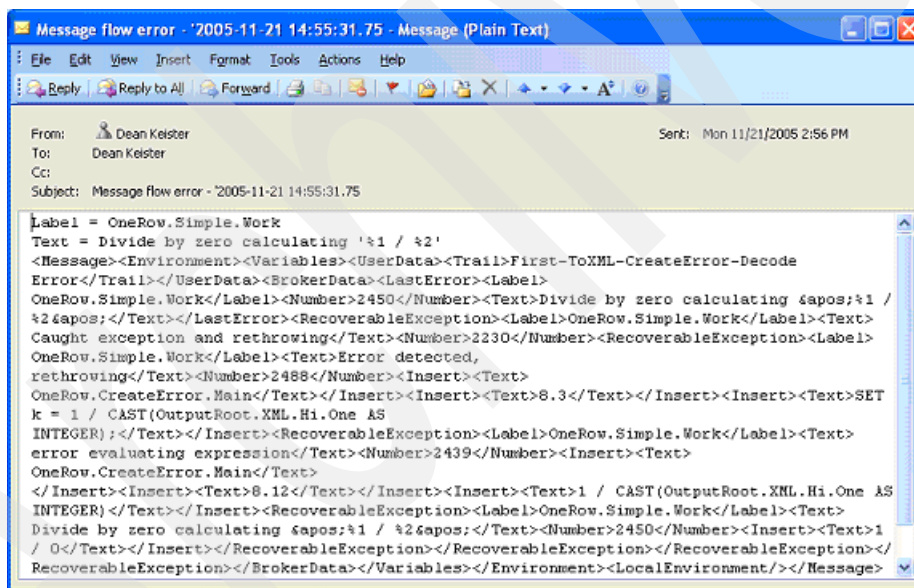 Message flow error - '2005-11-21 14:55:31.75 - Message (Plain Text)
File Edit View Insert Format Tools Actions Help
Reply Reply to All Forward
From: Dean Keister Sent: Mon 11/21/2005 2:56 PM
To: Dean Keister
Cc:
Subject: Message flow error - '2005-11-21 14:55:31.75
Label = OneRow.Simple.Work
Text = Divide by zero calculating '%1 / %2'
<Message><Environment><Variables><UserData><Trail>First-ToXML-CreateError-Decode
Error</Trail></UserData><BrokerData><LastError><Label>
OneRow.Simple.Work</Label><Number>2450</Number><Text>Divide by zero calculating &apos;%1 /
%2&apos;</Text></LastError><RecoverableException><Label>OneRow.Simple.Work</Label><Text>
Caught exception and rethrowing</Text><Number>2230</Number><RecoverableException><Label>
OneRow.Simple.Work</Label><Text>Error detected,
rethrowing</Text><Number>2488</Number><Insert><Text>
OneRow.CreateError.Main</Text></Insert><Insert><Text>8.3</Text></Insert><Insert><Text>SET
k = 1 / CAST(OutputRoot.XML.Hi.One AS
INTEGER);</Text></Insert><RecoverableException><Label>OneRow.Simple.Work</Label><Text>
error evaluating expression</Text><Number>2439</Number><Insert><Text>
OneRow.CreateError.Main</Text>
</Insert><Insert><Text>8.12</Text></Insert><Insert><Text>1 / CAST(OutputRoot.XML.Hi.One AS
INTEGER)</Text></Insert><RecoverableException><Label>OneRow.Simple.Work</Label><Text>
Divide by zero calculating &apos;%1 / %2&apos;</Text><Number>2450</Number><Insert><Text>1
/ 0</Text></Insert></RecoverableException></RecoverableException></RecoverableException></
RecoverableException></BrokerData></Variables></Environment><LocalEnvironment/></Message>